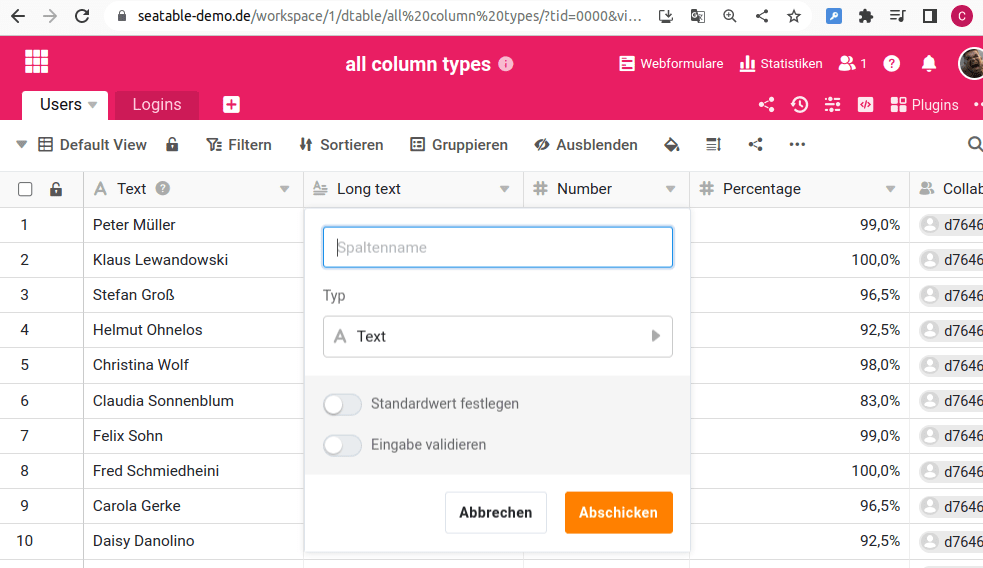 seatable-demo.de/workspace/1/dtable/all%20column%20types/?tid=0000&vi...
C
all column types
Webformulare
Statistiken
1
Users
Logins
Plugins
Default View
Filtern
Sortieren
Gruppieren
Ausblenden
Text
Long text
Number
Percentage
Collab
1 Peter Müller 99,0% d7646
2 Klaus Lewandowski 100,0% d7646
3 Stefan Groß 96,5% d7646
4 Helmut Ohnelos 92,5% d7646
5 Christina Wolf 98,0% d7646
6 Claudia Sonnenblum 83,0% d7646
7 Felix Sohn 99,0% d7646
8 Fred Schmiedheini 100,0% d7646
9 Carola Gerke 96,5% d7646
10 Daisy Danolino 92,5% d7646
Spaltenname
Typ
Text
Standardwert festlegen
Eingabe validieren
Abbrechen
Abschicken